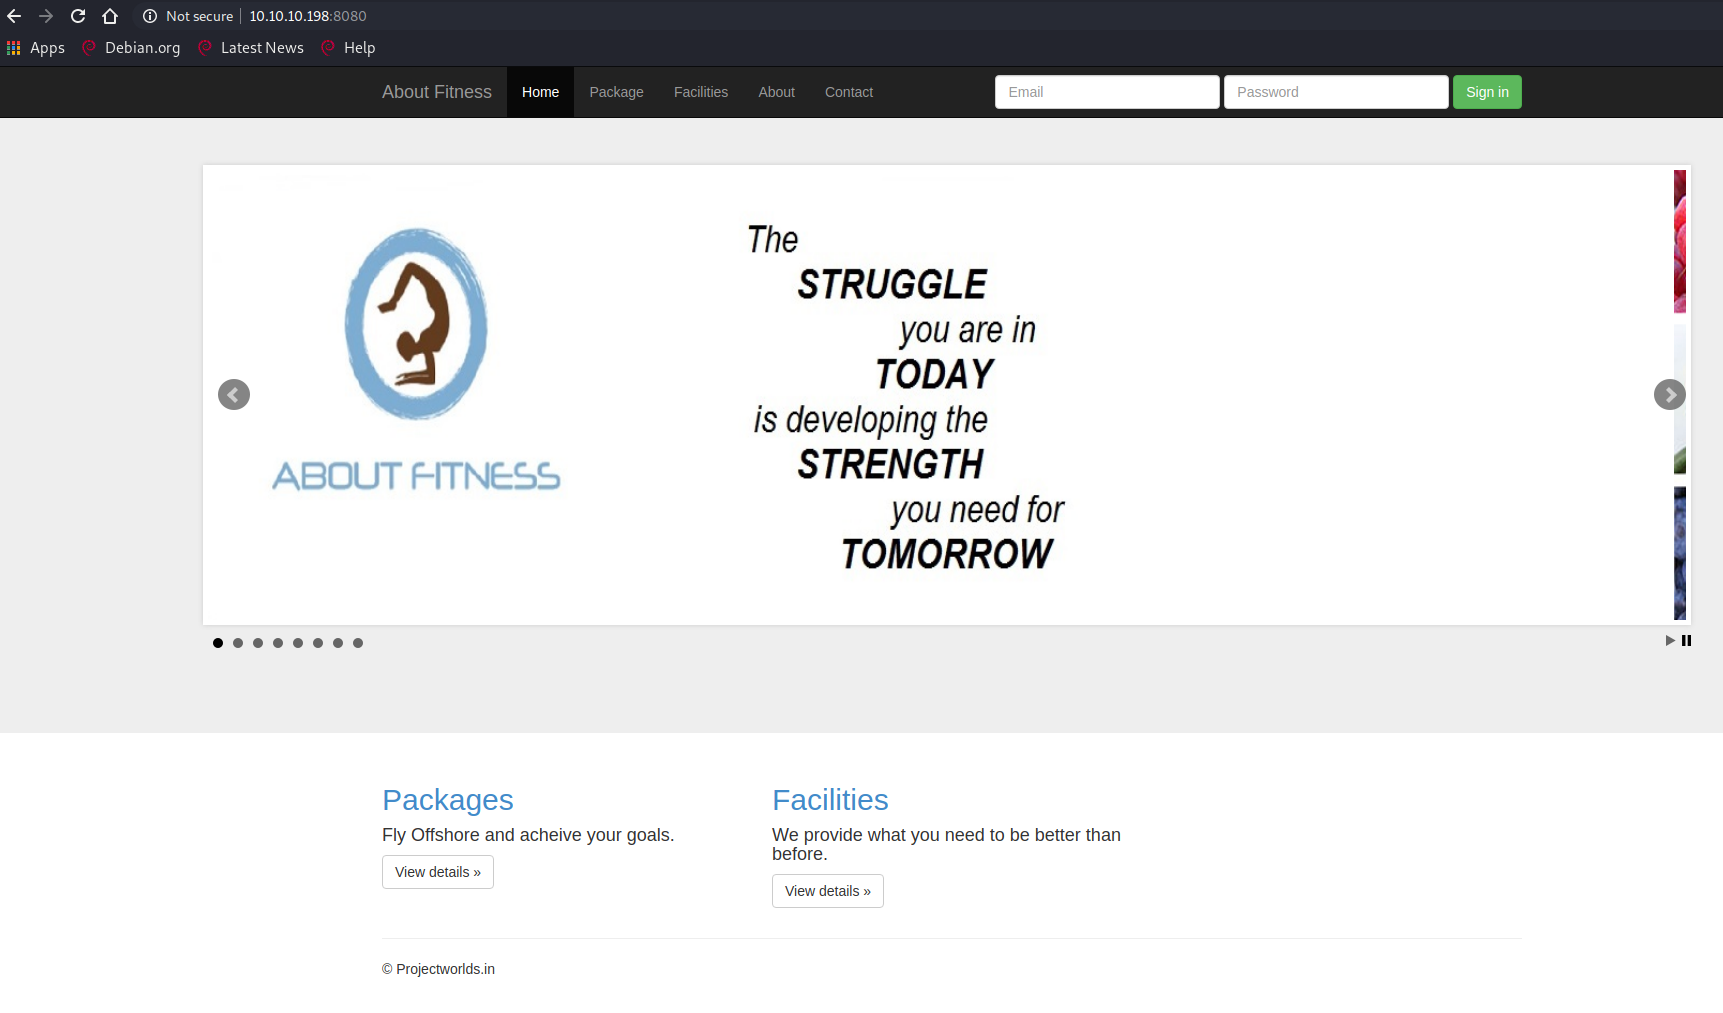 Not secure | 10.10.10.198:8080
Apps Debian.org Latest News Help
About Fitness Home Package Facilities About Contact Email Password Sign in
The
STRUGGLE
you are in
TODAY
is developing the
STRENGTH
you need for
TOMORROW
ABOUT FITNESS
Packages
Fly Offshore and acheive your goals.
View details »
Facilities
We provide what you need to be better than
before.
View details »
© Projectworlds.in